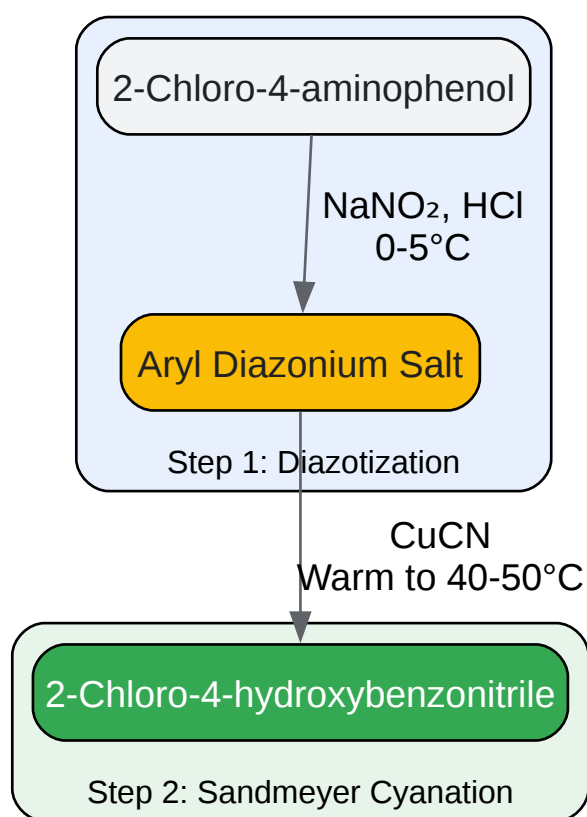 2-Chloro-4-aminophenol
NaNO₂, HCl
0-5°C
Aryl Diazonium Salt
Step 1: Diazotization
CuCN
Warm to 40-50°C
2-Chloro-4-hydroxybenzonitrile
Step 2: Sandmeyer Cyanation